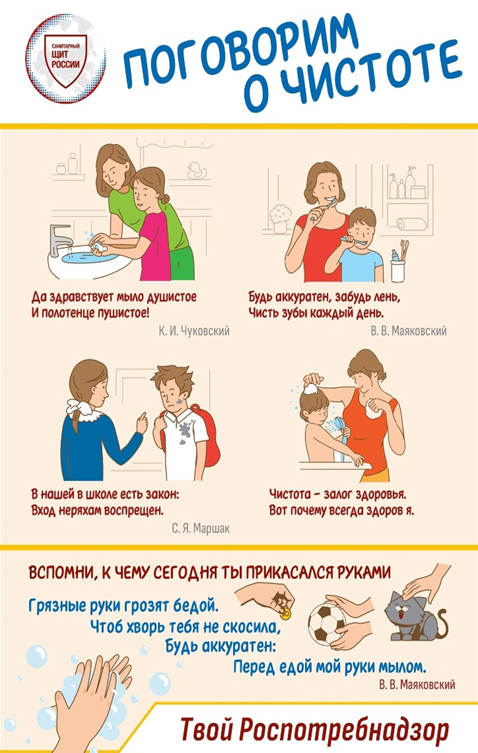 САНИТАРНЫЙ
ЩИТ
РОССИИ
ПОГОВОРИМ
О ЧИСТОТЕ
Да здравствует мыло душистое
И полотенце пушистое!
К. И. Чуковский
Будь аккуратен, забудь лень,
Чисть зубы каждый день.
В. В. Маяковский
В нашей в школе есть закон:
Вход неряхам воспрещен.
С. Я. Маршак
Чистота – залог здоровья.
Вот почему всегда здоров я.
ВСПОМНИ, К ЧЕМУ СЕГОДНЯ ТЫ ПРИКАСАЛСЯ РУКАМИ
Грязные руки грозят бедой.
Чтоб хворь тебя не скосила,
Будь аккуратен:
Перед едой мой руки мылом.
В. В. Маяковский
Твой Роспотребнадзор